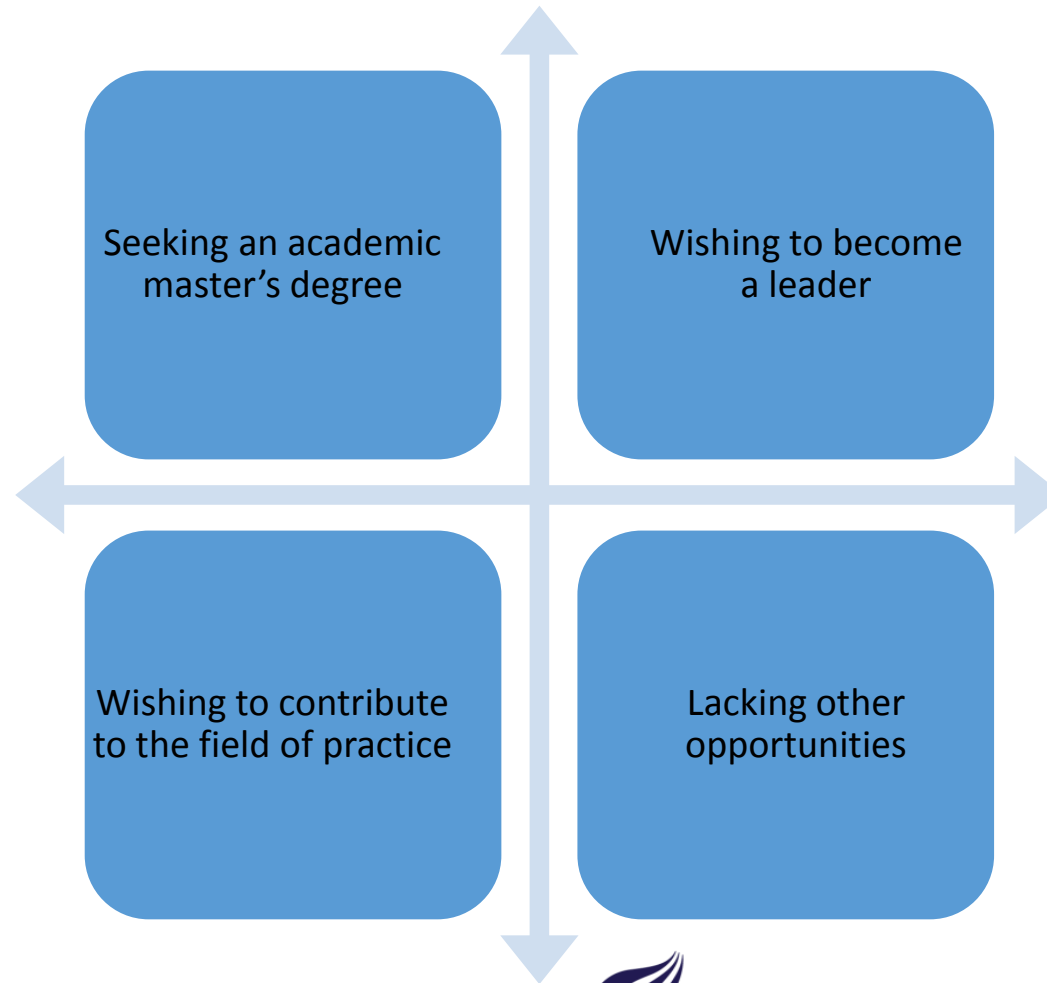 Seeking an academic
master’s degree
Wishing to become
a leader
Wishing to contribute
to the field of practice
Lacking other
opportunities